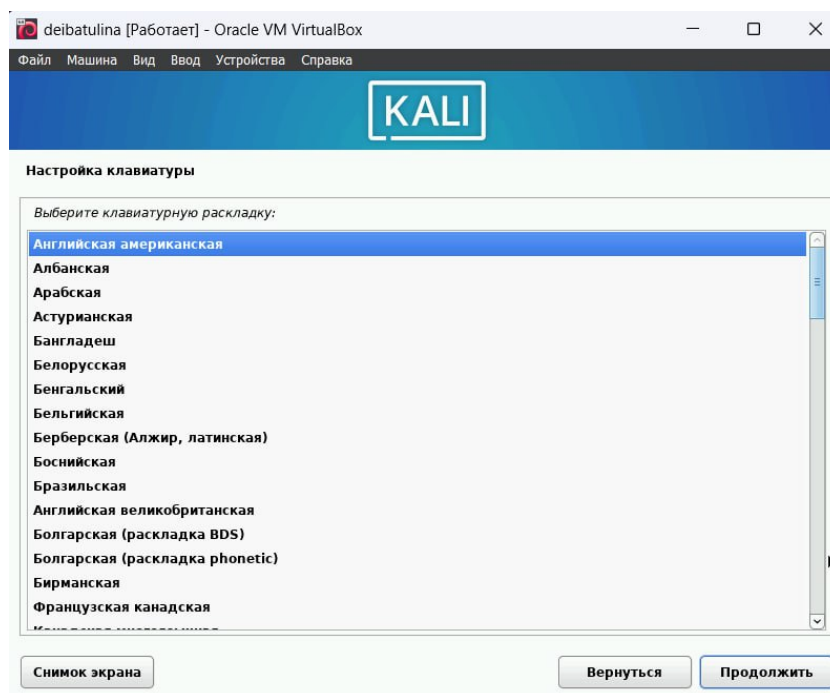 deibatulina [Работает] - Oracle VM VirtualBox
Файл Машина Вид Ввод Устройства Справка
KALI
Настройка клавиатуры
Выберите клавиатурную раскладку:
Английская американская
Албанская
Арабская
Астурианская
Бангладеш
Белорусская
Бенгальский
Бельгийская
Берберская (Алжир, латинская)
Боснийская
Бразильская
Английская великобританская
Болгарская (раскладка BDS)
Болгарская (раскладка phonetic)
Бирманская
Французская канадская
Снимок экрана
Вернуться
Продолжить